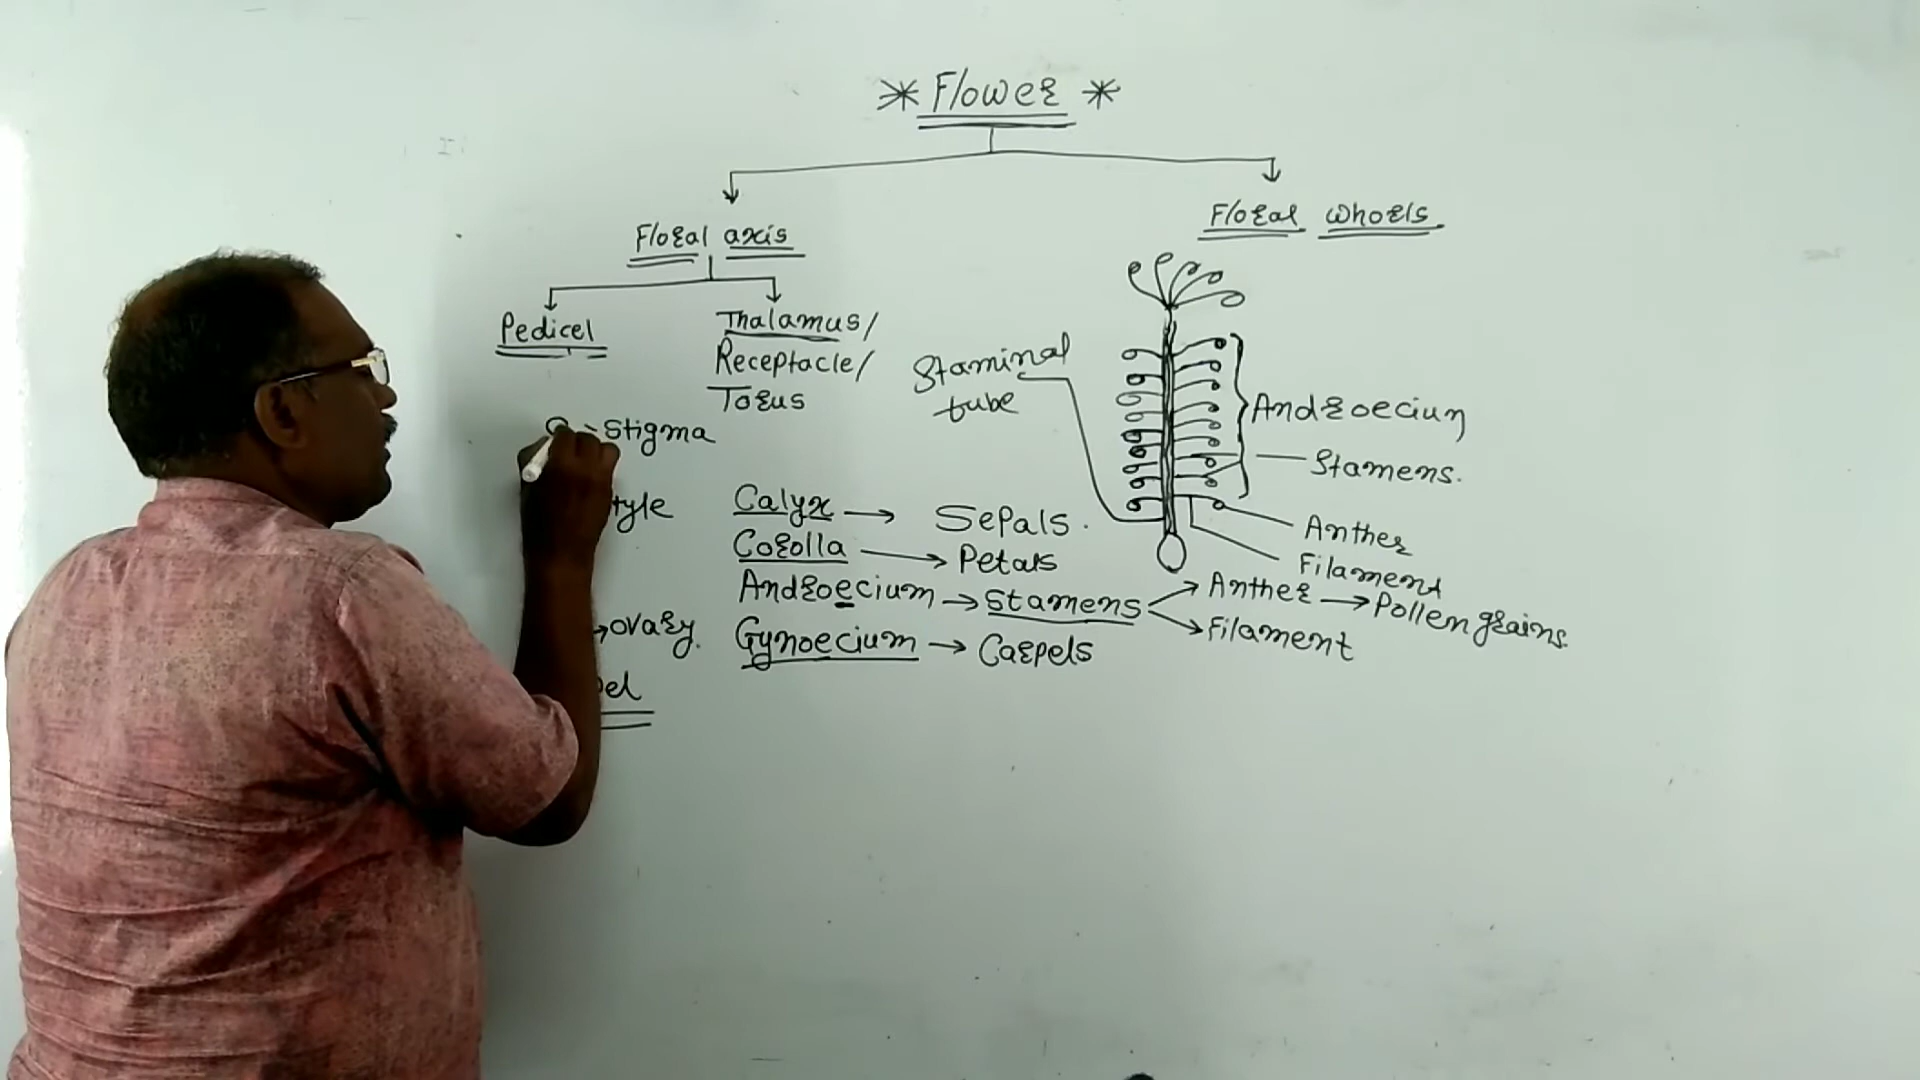 * Flower *
Floral axis
Floral whorls
Pedicel
Thalamus/
Receptacle/
Torus
Stigma
ovary.
Staminal
tube
Androecium
Stamens.
Anther
Filament
Calyx → Sepals.
Corolla → Petals
Androecium → Stamens → Anther → Pollen grains
→ Filament
Gynoecium → Carpels